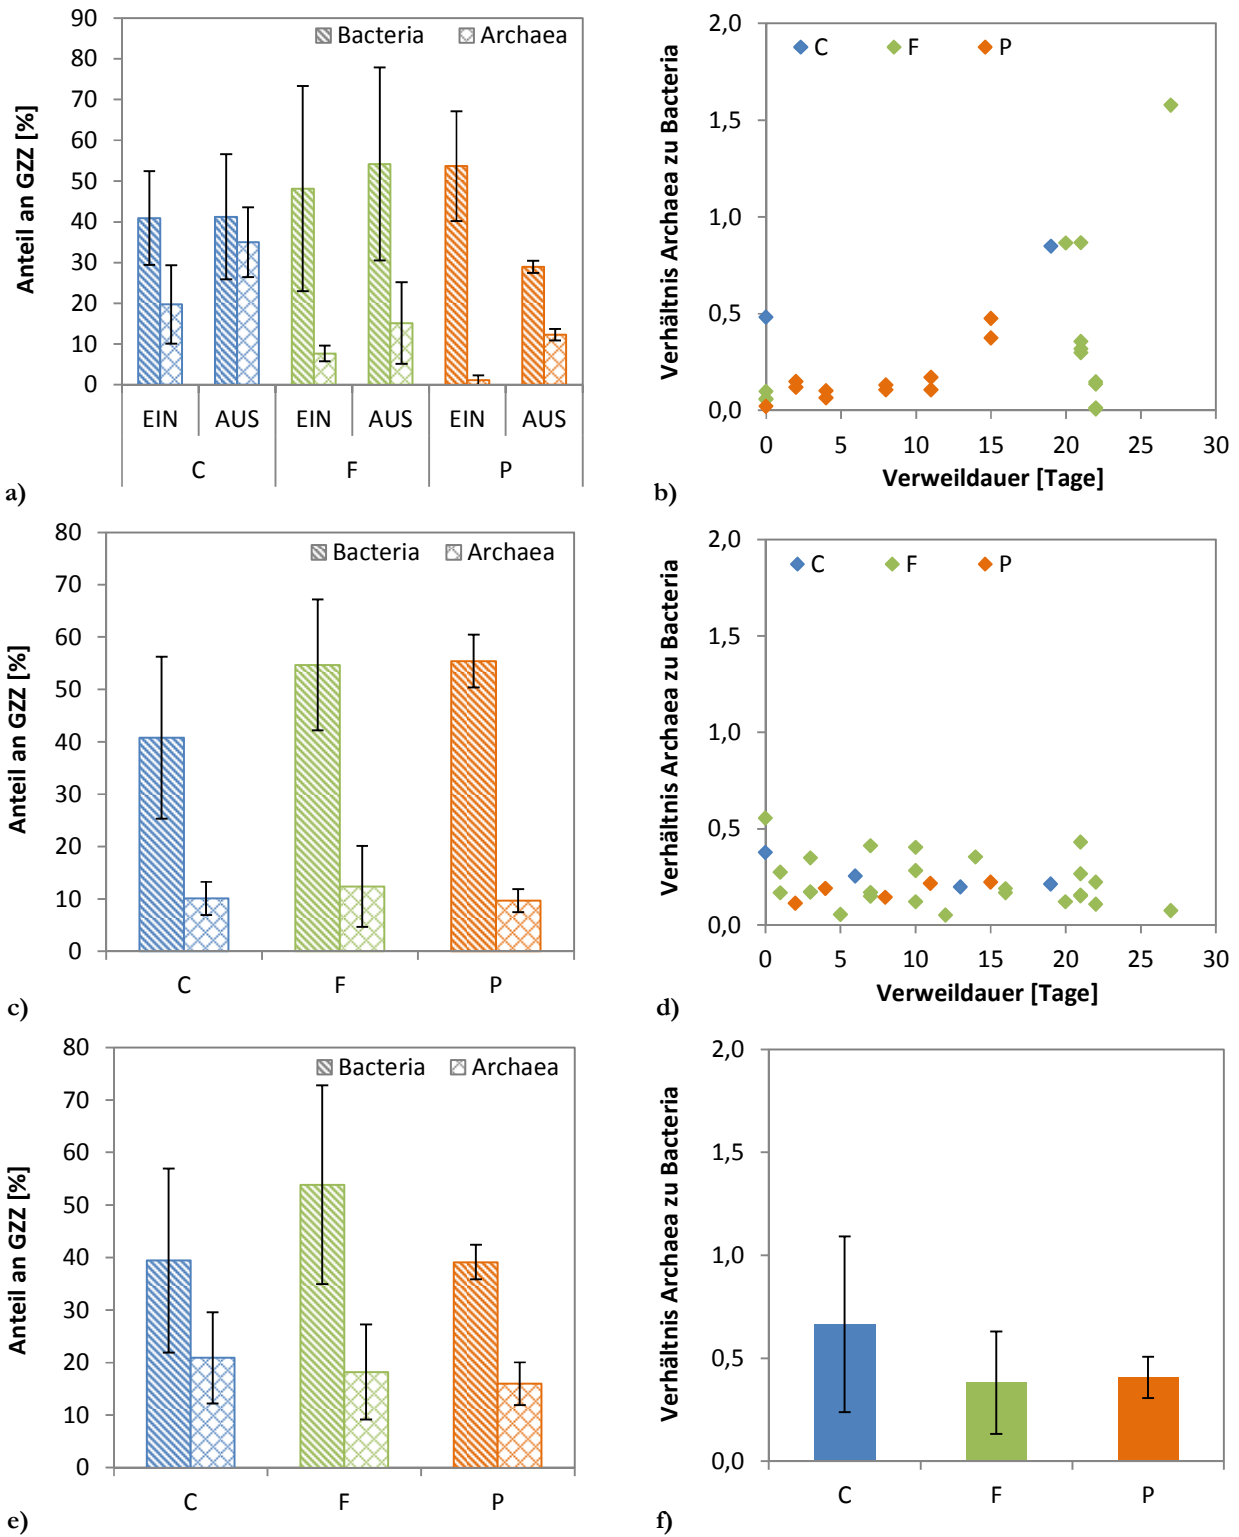 90
80
70
60
50
40
30
20
10
0
Anteil an GZZ [%]
Bacteria Archaea
EIN AUS EIN AUS EIN AUS
C F P
a)
2,0
1,5
1,0
0,5
0,0
Verhältnis Archaea zu Bacteria
C F P
0 5 10 15 20 25 30
Verweildauer [Tage]
b)
80
70
60
50
40
30
20
10
0
Anteil an GZZ [%]
Bacteria Archaea
C F P
c)
2,0
1,5
1,0
0,5
0,0
Verhältnis Archaea zu Bacteria
C F P
0 5 10 15 20 25 30
Verweildauer [Tage]
d)
80
70
60
50
40
30
20
10
0
Anteil an GZZ [%]
Bacteria Archaea
C F P
e)
2,0
1,5
1,0
0,5
0,0
Verhältnis Archaea zu Bacteria
C F P
f)